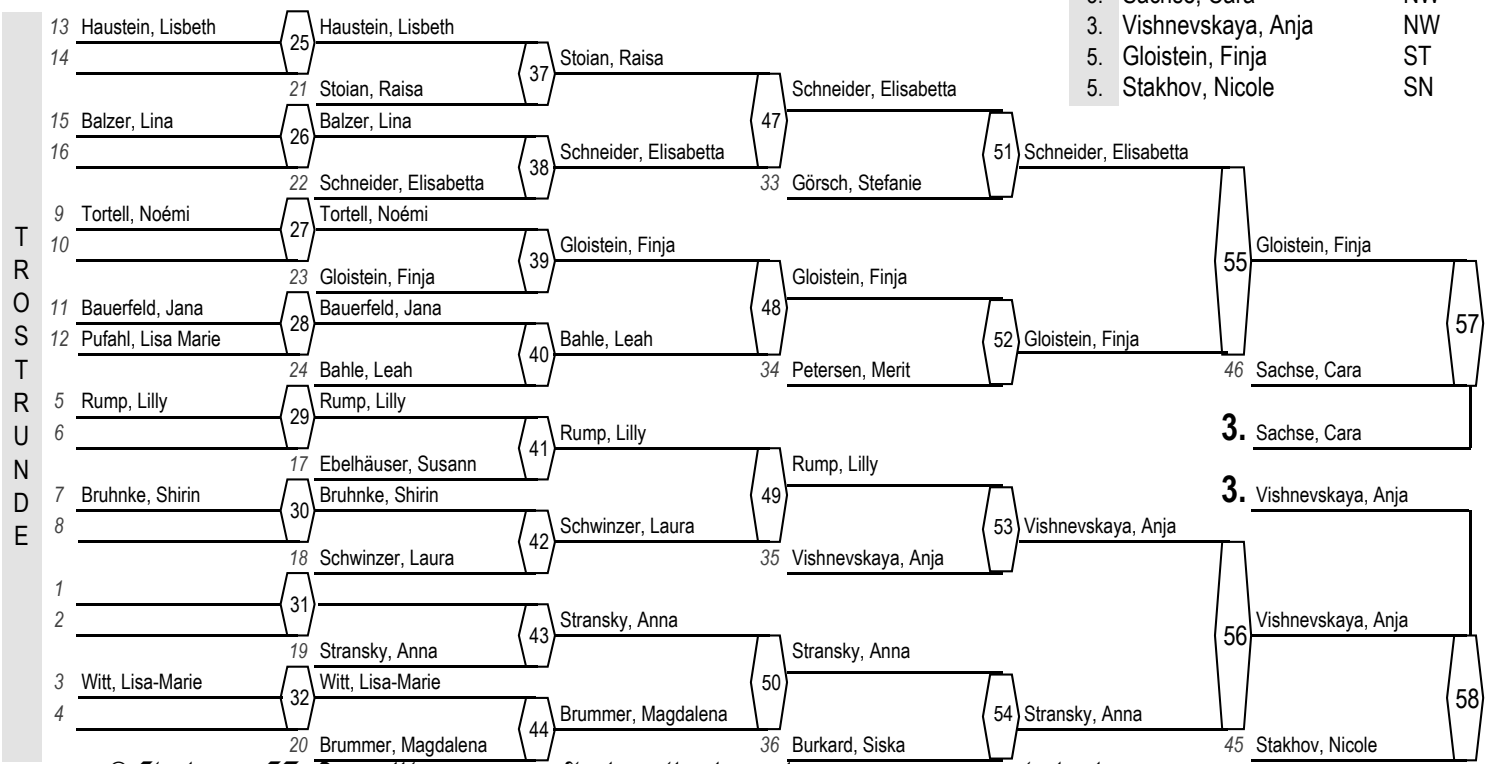 3. Vishnevskaya, Anja NW
5. Gloistein, Finja ST
5. Stakhov, Nicole SN
TROSTRUNDE
13 Haustein, Lisbeth 25 Haustein, Lisbeth
14 37 Stoian, Raisa
21 Stoian, Raisa Schneider, Elisabetta
15 Balzer, Lina 26 Balzer, Lina 47
16 38 Schneider, Elisabetta 51 Schneider, Elisabetta
22 Schneider, Elisabetta 33 Görsch, Stefanie
9 Tortell, Noémi 27 Tortell, Noémi
10 39 Gloistein, Finja 55 Gloistein, Finja
23 Gloistein, Finja Gloistein, Finja
11 Bauerfeld, Jana 28 Bauerfeld, Jana 48 57
12 Pufahl, Lisa Marie 40 Bahle, Leah 52 Gloistein, Finja
24 Bahle, Leah 34 Petersen, Merit 46 Sachse, Cara
5 Rump, Lilly 29 Rump, Lilly
6 41 Rump, Lilly 3. Sachse, Cara
17 Ebelhäuser, Susann Rump, Lilly
7 Bruhnke, Shirin 30 Bruhnke, Shirin 49 3. Vishnevskaya, Anja
8 42 Schwinzer, Laura 53 Vishnevskaya, Anja
18 Schwinzer, Laura 35 Vishnevskaya, Anja
1 31
2 43 Stransky, Anna 56 Vishnevskaya, Anja
19 Stransky, Anna Stransky, Anna
3 Witt, Lisa-Marie 32 Witt, Lisa-Marie 50 58
4 44 Brummer, Magdalena 54 Stransky, Anna
20 Brummer, Magdalena 36 Burkard, Siska 45 Stakhov, Nicole